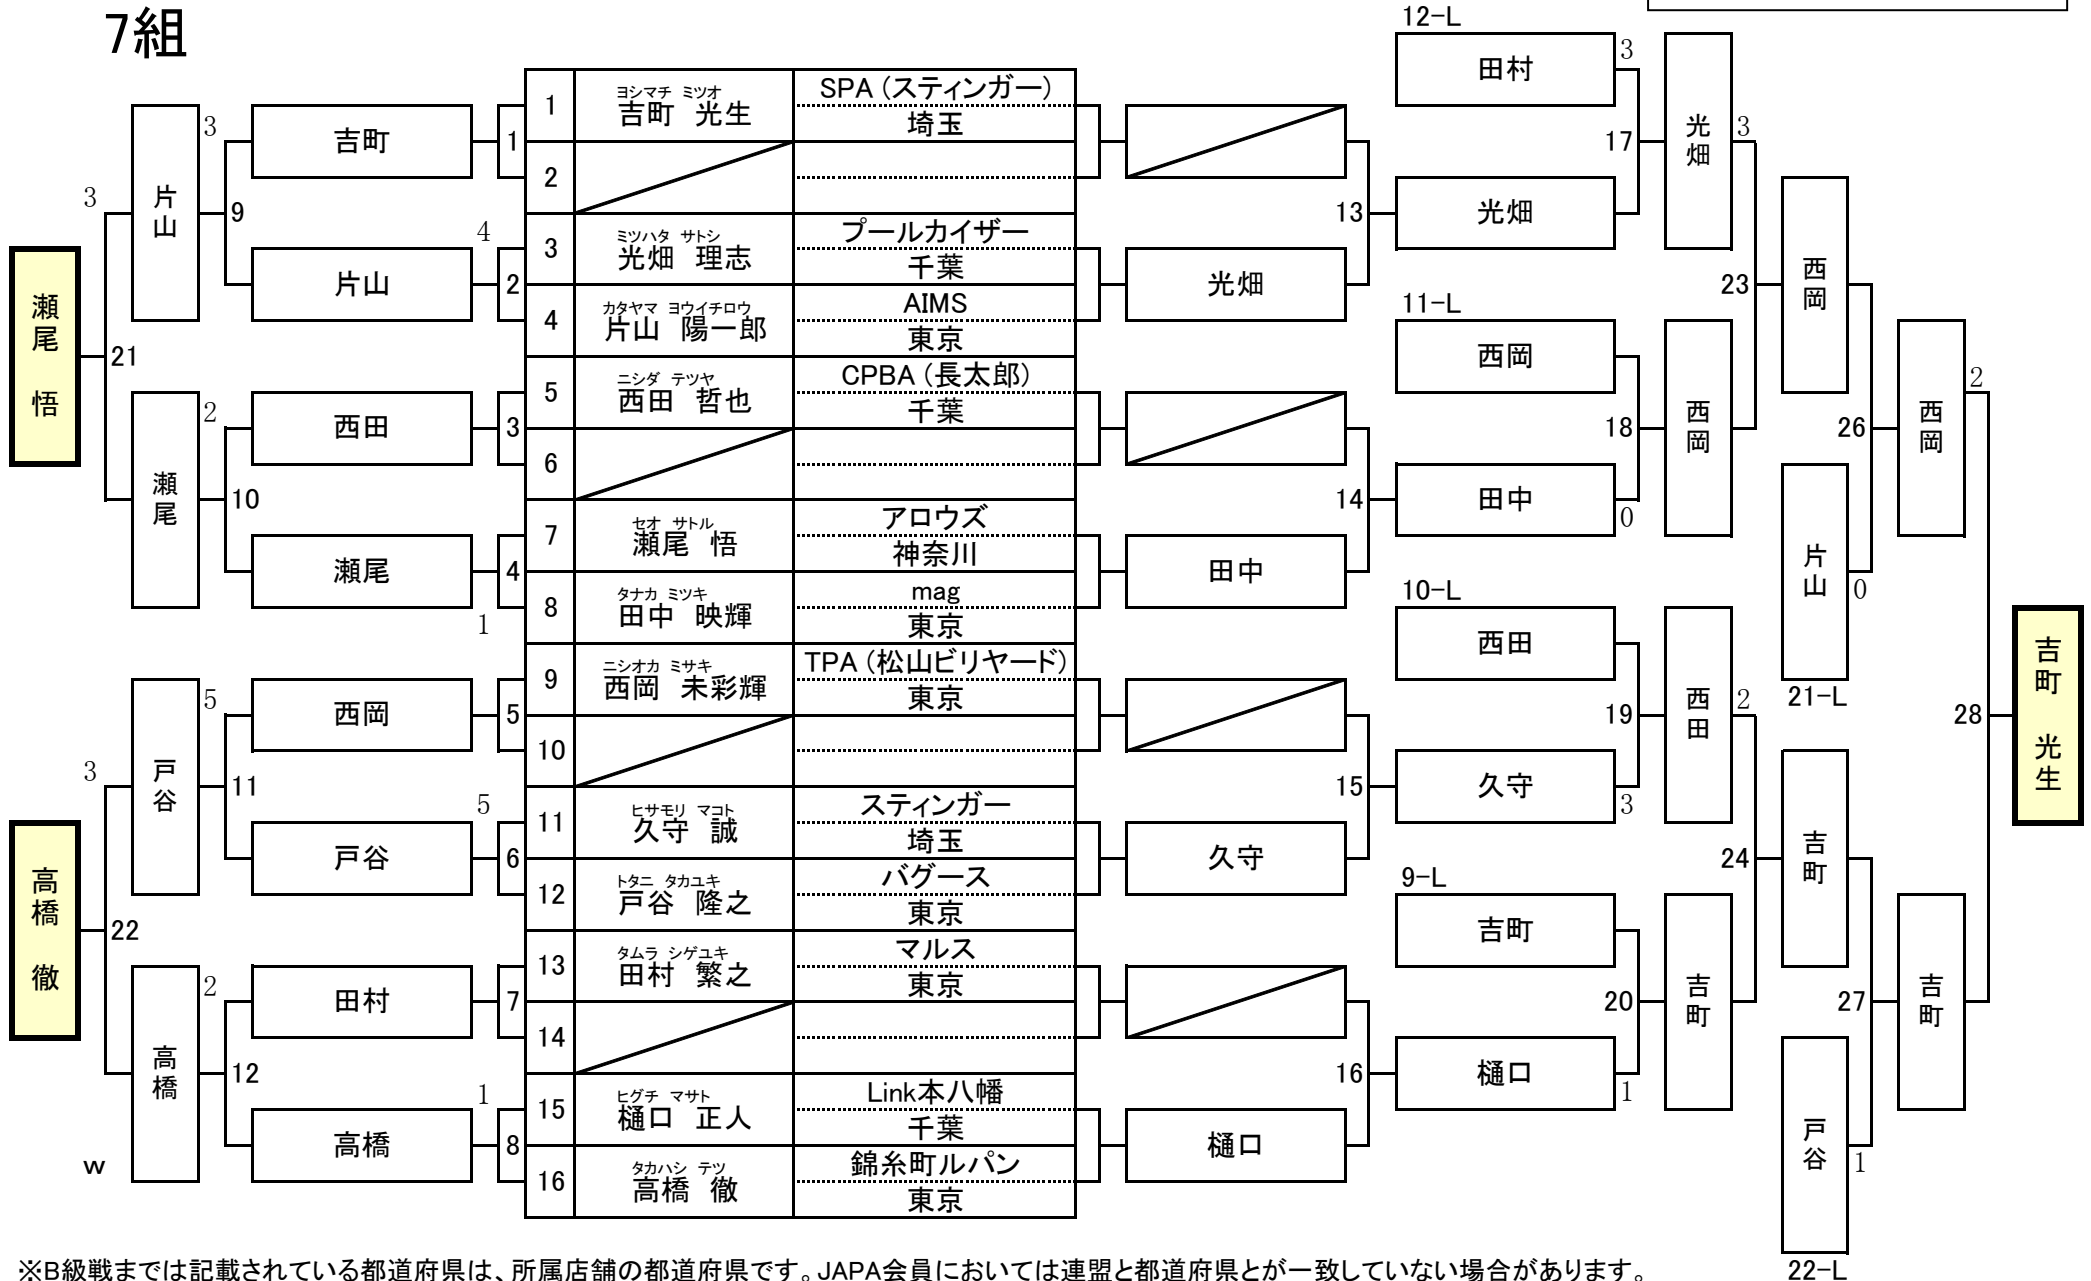 7組
12-L
3
田村
光畑
3
17
光畑
13
11-L
西岡
18
田中
0
西岡
23
西岡
10-L
西田
19
久守
3
西田
2
9-L
吉町
20
樋口
1
吉町
24
吉町
26
片山
0
21-L
西岡
2
27
戸谷
1
22-L
吉町
28
吉町 光生
光畑
14
田中
15
久守
16
樋口
1 ヨシマチ ミツオ 吉町 光生 SPA（スティンガー） 埼玉
2
3 ミツハタ サトシ 光畑 理志 プールカイザー 千葉
4 カタヤマ ヨウイチロウ 片山 陽一郎 AIMS 東京
5 ニシダ テツヤ 西田 哲也 CPBA（長太郎） 千葉
6
7 セオ サトル 瀬尾 悟 アロウズ 神奈川
8 タナカ ミツキ 田中 映輝 mag 東京
9 ニシオカ ミサキ 西岡 未彩輝 TPA（松山ビリヤード） 東京
10
11 ヒサモリ マコト 久守 誠 スティンガー 埼玉
12 トタニ タカユキ 戸谷 隆之 バグース 東京
13 タムラ シゲユキ 田村 繁之 マルス 東京
14
15 ヒグチ マサト 樋口 正人 Link本八幡 千葉
16 タカハシ テツ 高橋 徹 錦糸町ルパン 東京
吉町
1
3
片山
9
4
片山
2
3
瀬尾 悟
21
西田
3
2
瀬尾
10
瀬尾
4
1
西岡
5
5
戸谷
11
5
戸谷
6
3
高橋 徹
22
田村
7
2
高橋
12
1
高橋
8
w
※B級戦までは記載されている都道府県は、所属店舗の都道府県です。JAPA会員においては連盟と都道府県とが一致していない場合があります。